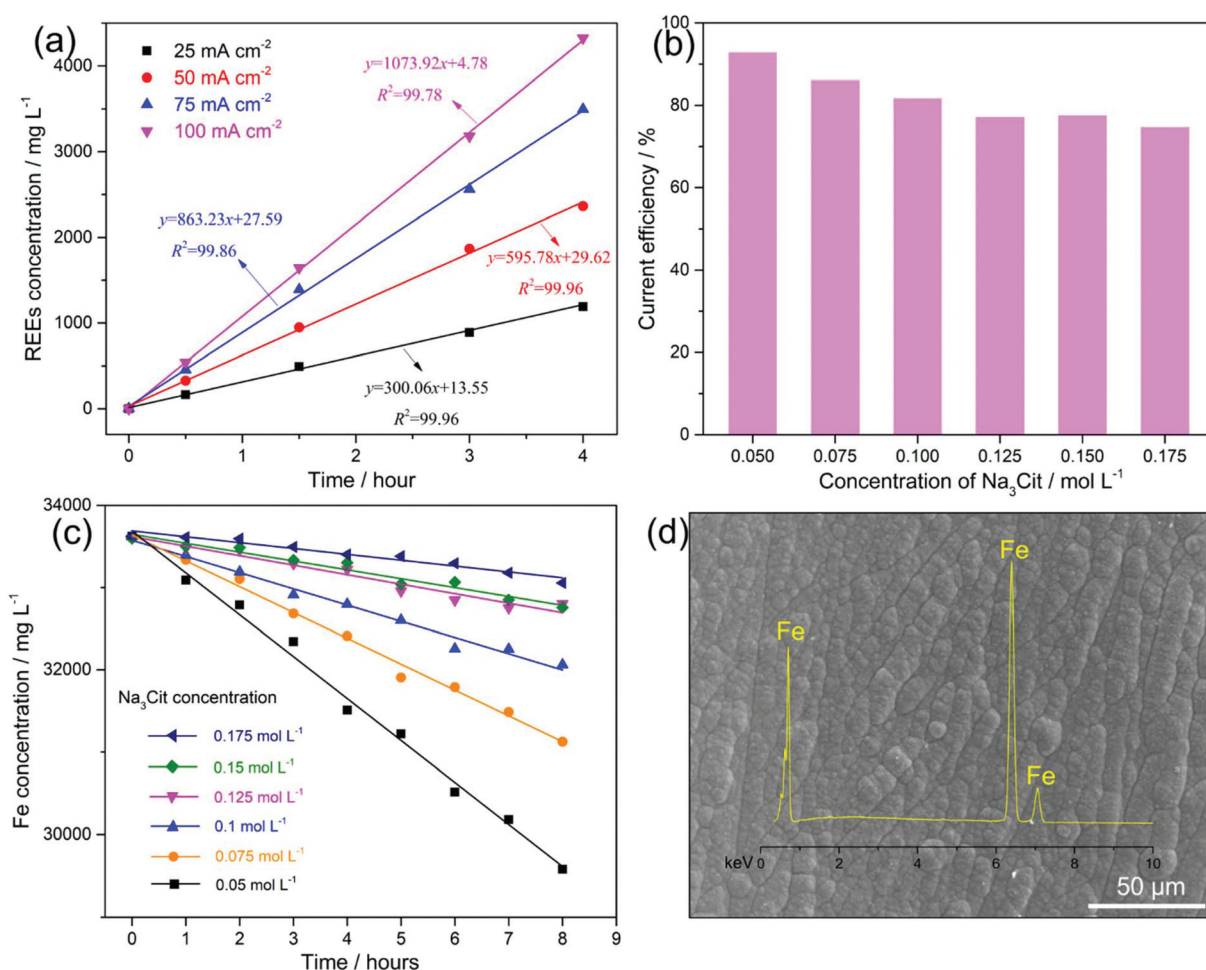 (a)
25 mA cm⁻²
50 mA cm⁻²
75 mA cm⁻²
100 mA cm⁻²
y=1073.92x+4.78
R²=99.78
y=863.23x+27.59
R²=99.86
y=595.78x+29.62
R²=99.96
y=300.06x+13.55
R²=99.96
REEs concentration / mg L⁻¹
4000
3000
2000
1000
0
0 1 2 3 4
Time / hour
(b)
Current efficiency / %
100
80
60
40
20
0
0.050 0.075 0.100 0.125 0.150 0.175
Concentration of Na₃Cit / mol L⁻¹
(c)
Fe concentration / mg L⁻¹
34000
32000
30000
Na₃Cit concentration
0.175 mol L⁻¹
0.15 mol L⁻¹
0.125 mol L⁻¹
0.1 mol L⁻¹
0.075 mol L⁻¹
0.05 mol L⁻¹
0 1 2 3 4 5 6 7 8 9
Time / hours
(d)
Fe
Fe
Fe
keV 0 2 4 6 8 10
50 µm